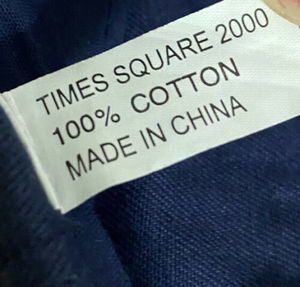 TIMES SQUARE 2000
100% COTTON
MADE IN CHINA